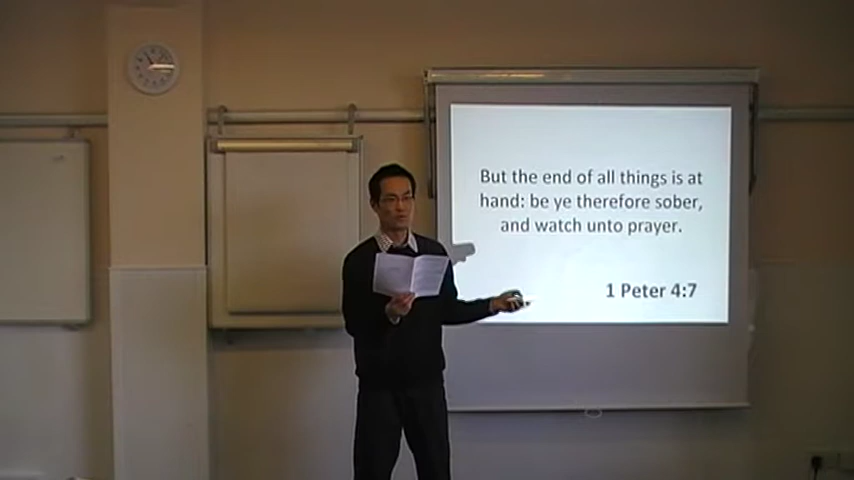 But the end of all things is at
hand: be ye therefore sober,
and watch unto prayer.
1 Peter 4:7